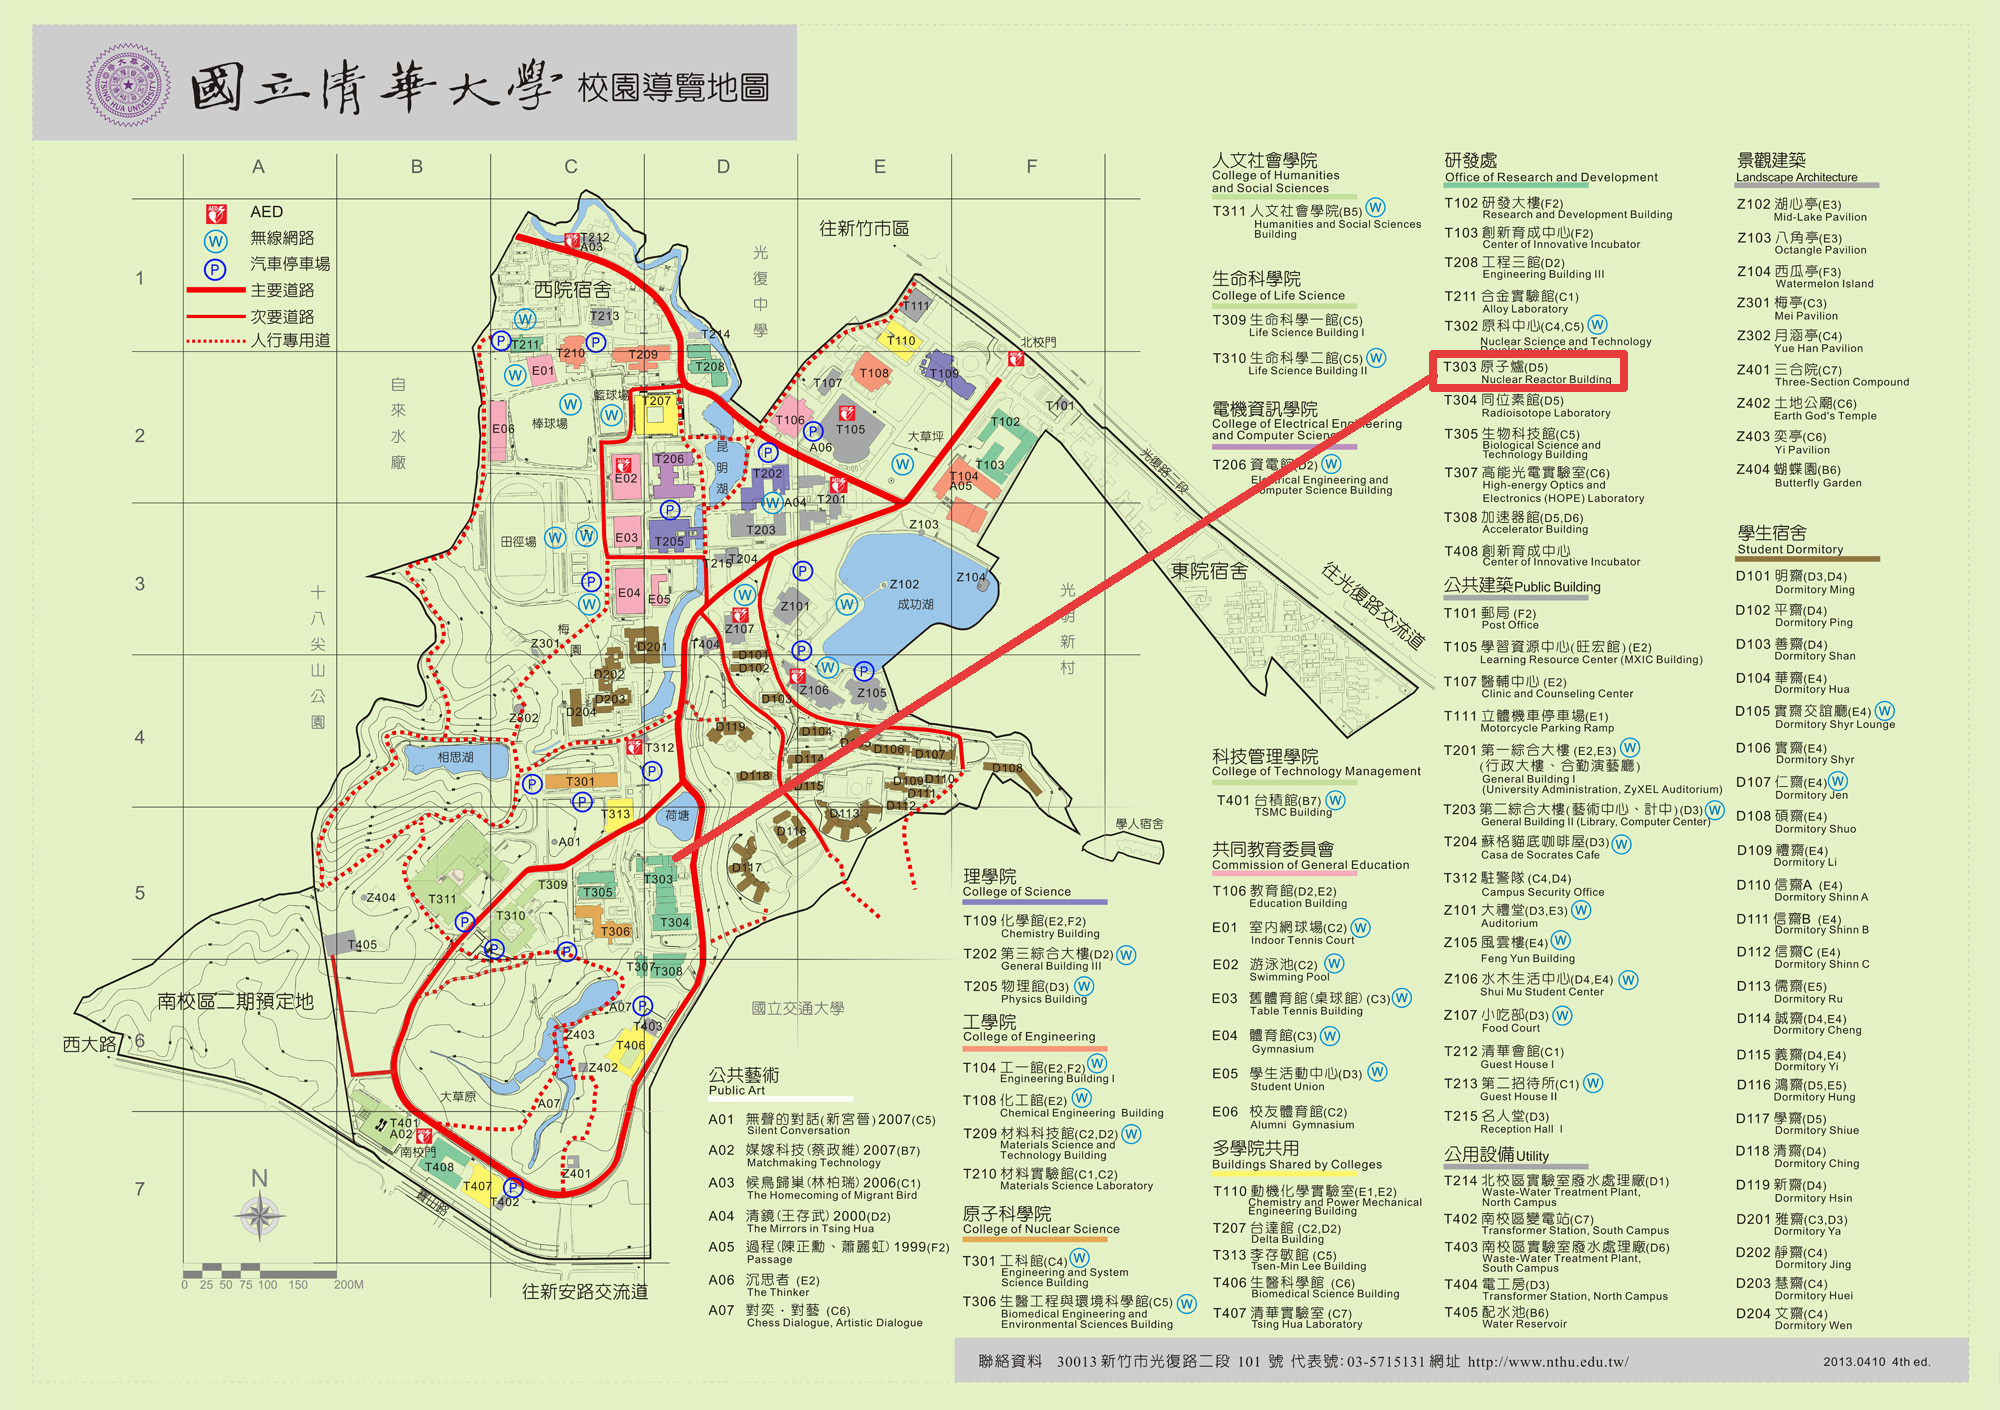 國立清華大學 校園導覽地圖
A B C D E F
1
2
3
4
5
6
7
AED
無線網路
汽車停車場
主要道路
次要道路
人行專用道
往新竹市區
光復中學
自來水廠
十八尖山公園
光明新村
北校門
光復路二段
東院宿舍
往光復路交流道
學人宿舍
國立交通大學
南校區二期預定地
西大路
南校門
寶山路
往新安路交流道
西院宿舍
籃球場
棒球場
田徑場
昆明湖
大草坪
成功湖
梅園
相思湖
荷塘
大草原
T212
A03
T213
T214
T211
T210
T209
T208
E01
E06
T207
E02
T206
T202
A04
T201
T203
T205
E03
T204
T215
E04
E05
T111
T110
T109
T108
T107
T106
T105
A06
T101
T102
T103
T104
A05
Z103
Z102
Z104
Z101
Z107
T404
Z301
D201
D202
D203
D204
Z302
D101
D102
D103
Z106
Z105
D104
D106
D107
D108
D109
D110
D111
D112
D113
D114
D115
D116
D117
D118
D119
T312
T301
T313
A01
T303
T304
T305
T306
T307
T308
T309
T310
T311
Z404
T405
A07
T403
Z403
T406
Z402
A07
T401
A02
T408
T407
T402
Z401
N
0 25 50 75 100 150 200M
公共藝術
Public Art
A01 無聲的對話(新宮晉) 2007(C5)
Silent Conversation
A02 媒嫁科技(蔡政維) 2007(B7)
Matchmaking Technology
A03 候鳥歸巢(林柏瑞) 2006(C1)
The Homecoming of Migrant Bird
A04 清鏡(王存武) 2000(D2)
The Mirrors in Tsing Hua
A05 過程(陳正勳、蕭麗虹) 1999(F2)
Passage
A06 沉思者 (E2)
The Thinker
A07 對奕・對藝 (C6)
Chess Dialogue, Artistic Dialogue
理學院
College of Science
T109 化學館(E2,F2)
Chemistry Building
T202 第三綜合大樓(D2)
General Building III
T205 物理館(D3)
Physics Building
工學院
College of Engineering
T104 工一館(E2,F2)
Engineering Building I
T108 化工館(E2)
Chemical Engineering Building
T209 材料科技館(C2,D2)
Materials Science and
Technology Building
T210 材料實驗館(C1,C2)
Materials Science Laboratory
原子科學院
College of Nuclear Science
T301 工科館(C4)
Engineering and System
Science Building
T306 生醫工程與環境科學館(C5)
Biomedical Engineering and
Environmental Sciences Building
人文社會學院
College of Humanities
and Social Sciences
T311 人文社會學院(B5)
Humanities and Social Sciences
Building
生命科學院
College of Life Science
T309 生命科學一館(C5)
Life Science Building I
T310 生命科學二館(C5)
Life Science Building II
電機資訊學院
College of Electrical Engineering
and Computer Science
T206 資電館(D2)
Electrical Engineering and
Computer Science Building
科技管理學院
College of Technology Management
T401 台積館(B7)
TSMC Building
共同教育委員會
Commission of General Education
T106 教育館(D2,E2)
Education Building
E01 室內網球場(C2)
Indoor Tennis Court
E02 游泳池(C2)
Swimming Pool
E03 舊體育館(桌球館) (C3)
Table Tennis Building
E04 體育館(C3)
Gymnasium
E05 學生活動中心(D3)
Student Union
E06 校友體育館(C2)
Alumni Gymnasium
多學院共用
Buildings Shared by Colleges
T110 動機化學實驗室(E1,E2)
Chemistry and Power Mechanical
Engineering Building
T207 台達館 (C2,D2)
Delta Building
T313 李存敏館 (C5)
Tsen-Min Lee Building
T406 生醫科學館 (C6)
Biomedical Science Building
T407 清華實驗室 (C7)
Tsing Hua Laboratory
研發處
Office of Research and Development
T102 研發大樓(F2)
Research and Development Building
T103 創新育成中心(F2)
Center of Innovative Incubator
T208 工程三館(D2)
Engineering Building III
T211 合金實驗館(C1)
Alloy Laboratory
T302 原科中心(C4,C5)
Nuclear Science and Technology
Development Center
T303 原子爐(D5)
Nuclear Reactor Building
T304 同位素館(D5)
Radioisotope Laboratory
T305 生物科技館(C5)
Biological Science and
Technology Building
T307 高能光電實驗室(C6)
High-energy Optics and
Electronics (HOPE) Laboratory
T308 加速器館(D5,D6)
Accelerator Building
T408 創新育成中心
Center of Innovative Incubator
公共建築Public Building
T101 郵局 (F2)
Post Office
T105 學習資源中心(旺宏館) (E2)
Learning Resource Center (MXIC Building)
T107 醫輔中心 (E2)
Clinic and Counseling Center
T111 立體機車停車場(E1)
Motorcycle Parking Ramp
T201 第一綜合大樓 (E2,E3)
(行政大樓、合勤演藝廳)
General Building I
(University Administration, ZyXEL Auditorium)
T203 第二綜合大樓(藝術中心、計中)(D3)
General Building II (Library, Computer Center)
T204 蘇格貓底咖啡屋(D3)
Casa de Socrates Cafe
T312 駐警隊 (C4,D4)
Campus Security Office
Z101 大禮堂(D3,E3)
Auditorium
Z105 風雲樓(E4)
Feng Yun Building
Z106 水木生活中心(D4,E4)
Shui Mu Student Center
Z107 小吃部(D3)
Food Court
T212 清華會館(C1)
Guest House I
T213 第二招待所(C1)
Guest House II
T215 名人堂(D3)
Reception Hall I
公用設備Utility
T214 北校區實驗室廢水處理廠(D1)
Waste-Water Treatment Plant,
North Campus
T402 南校區變電站(C7)
Transformer Station, South Campus
T403 南校區實驗室廢水處理廠(D6)
Waste-Water Treatment Plant,
South Campus
T404 電工房(D3)
Transformer Station, North Campus
T405 配水池(B6)
Water Reservoir
景觀建築
Landscape Architecture
Z102 湖心亭(E3)
Mid-Lake Pavilion
Z103 八角亭(E3)
Octangle Pavilion
Z104 西瓜亭(F3)
Watermelon Island
Z301 梅亭(C3)
Mei Pavilion
Z302 月涵亭(C4)
Yue Han Pavilion
Z401 三合院(C7)
Three-Section Compound
Z402 土地公廟(C6)
Earth God's Temple
Z403 奕亭(C6)
Yi Pavilion
Z404 蝴蝶園(B6)
Butterfly Garden
學生宿舍
Student Dormitory
D101 明齋(D3,D4)
Dormitory Ming
D102 平齋(D4)
Dormitory Ping
D103 善齋(D4)
Dormitory Shan
D104 華齋(E4)
Dormitory Hua
D105 實齋交誼廳(E4)
Dormitory Shyr Lounge
D106 實齋(E4)
Dormitory Shyr
D107 仁齋(E4)
Dormitory Jen
D108 碩齋(E4)
Dormitory Shuo
D109 禮齋(E4)
Dormitory Li
D110 信齋A (E4)
Dormitory Shinn A
D111 信齋B (E4)
Dormitory Shinn B
D112 信齋C (E4)
Dormitory Shinn C
D113 儒齋(E5)
Dormitory Ru
D114 誠齋(D4,E4)
Dormitory Cheng
D115 義齋(D4,E4)
Dormitory Yi
D116 鴻齋(D5,E5)
Dormitory Hung
D117 學齋(D5)
Dormitory Shiue
D118 清齋(D4)
Dormitory Ching
D119 新齋(D4)
Dormitory Hsin
D201 雅齋(C3,D3)
Dormitory Ya
D202 靜齋(C4)
Dormitory Jing
D203 慧齋(C4)
Dormitory Huei
D204 文齋(C4)
Dormitory Wen
聯絡資料 30013 新竹市光復路二段 101 號 代表號：03-5715131 網址 http://www.nthu.edu.tw/
2013.0410 4th ed.